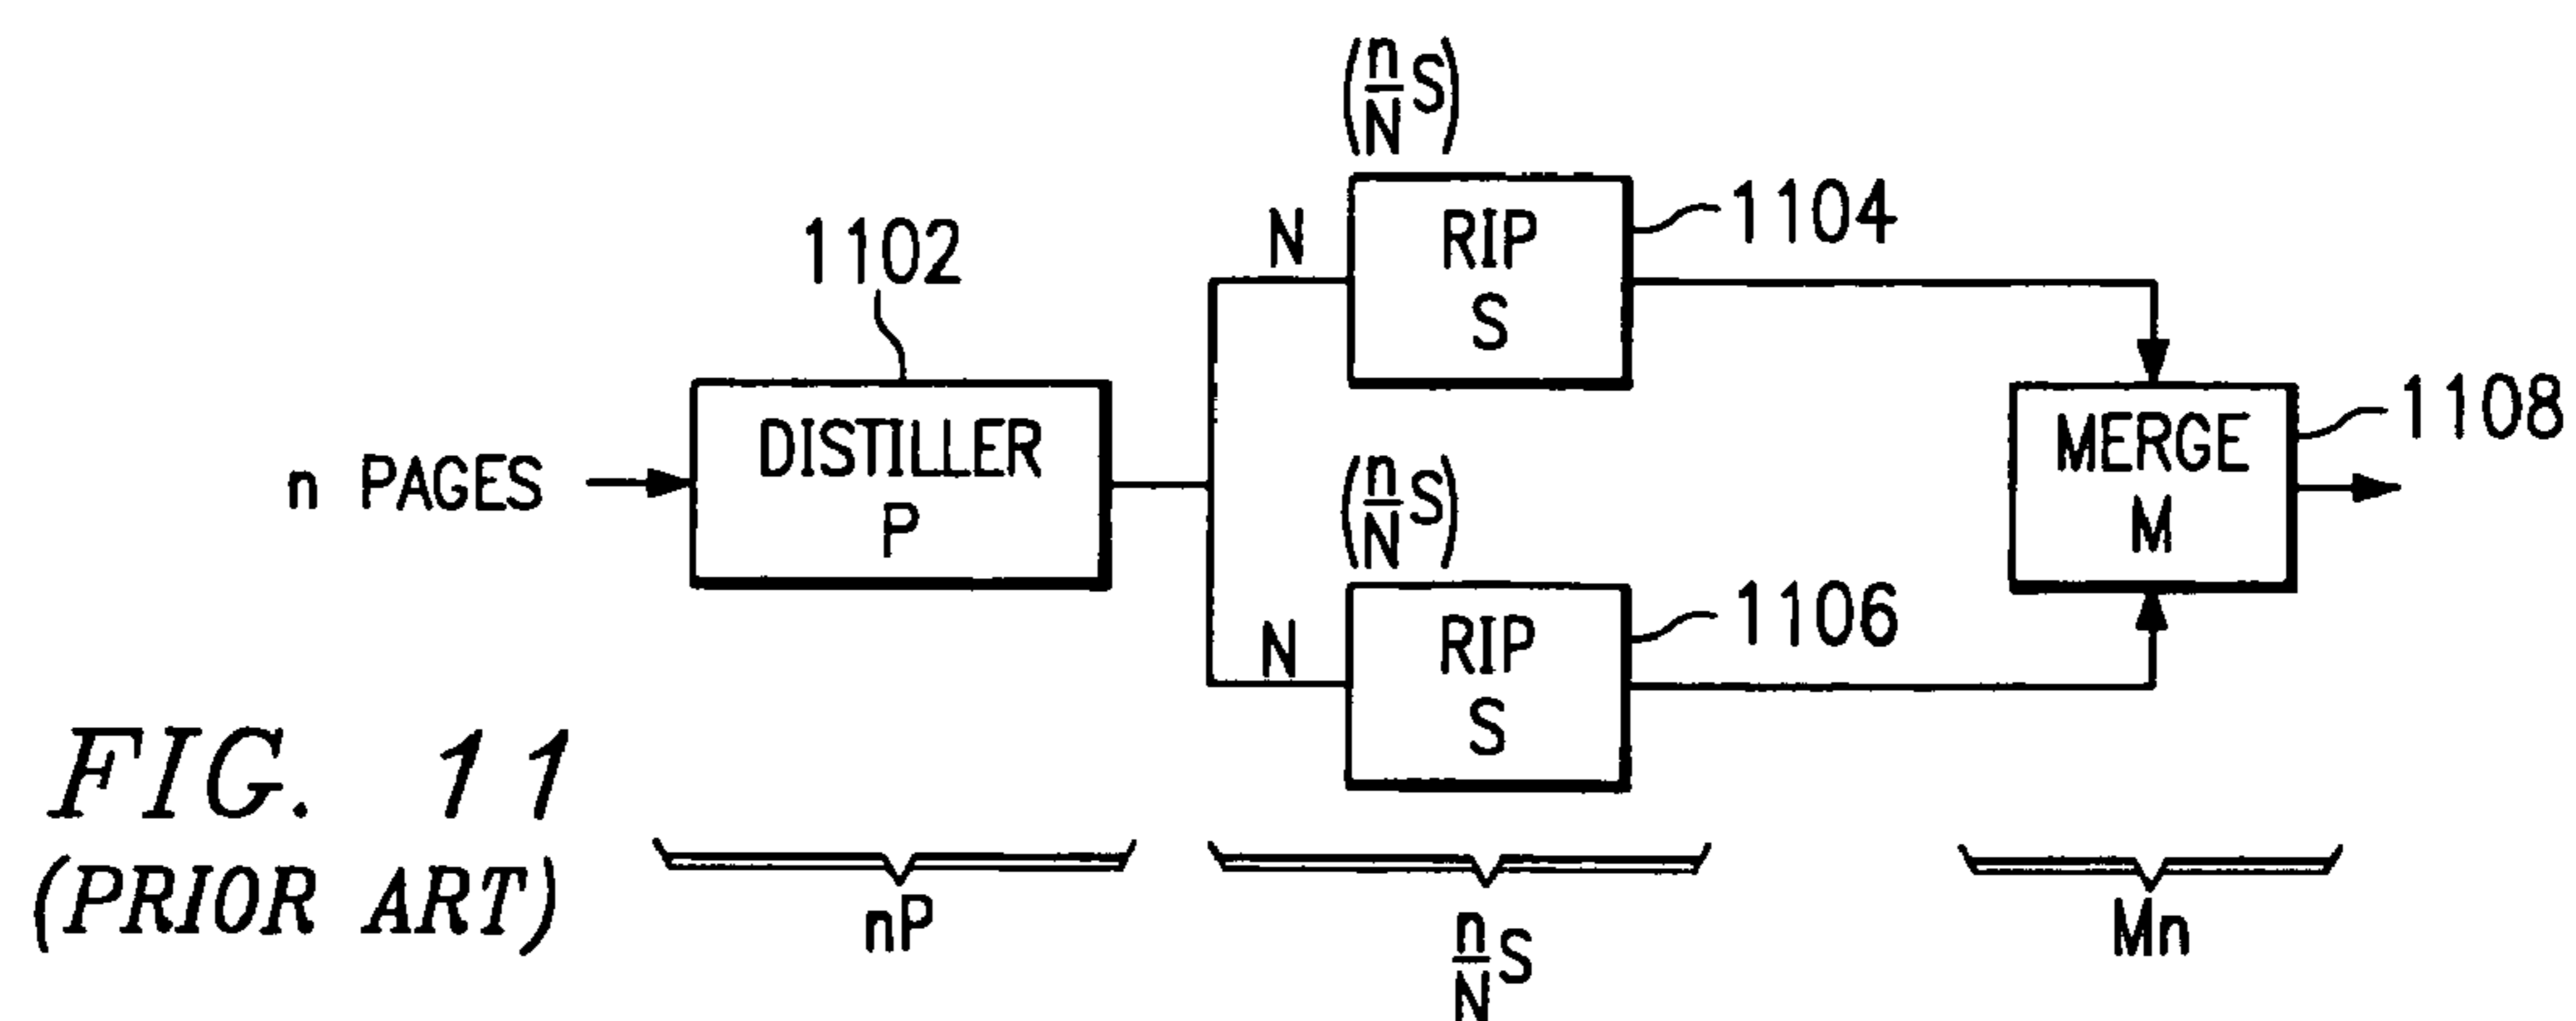 n PAGES
1102
DISTILLER
P
N
(n/N S)
RIP
S
1104
N
(n/N S)
RIP
S
1106
MERGE
M
1108
nP
n/N S
Mn
FIG. 11
(PRIOR ART)